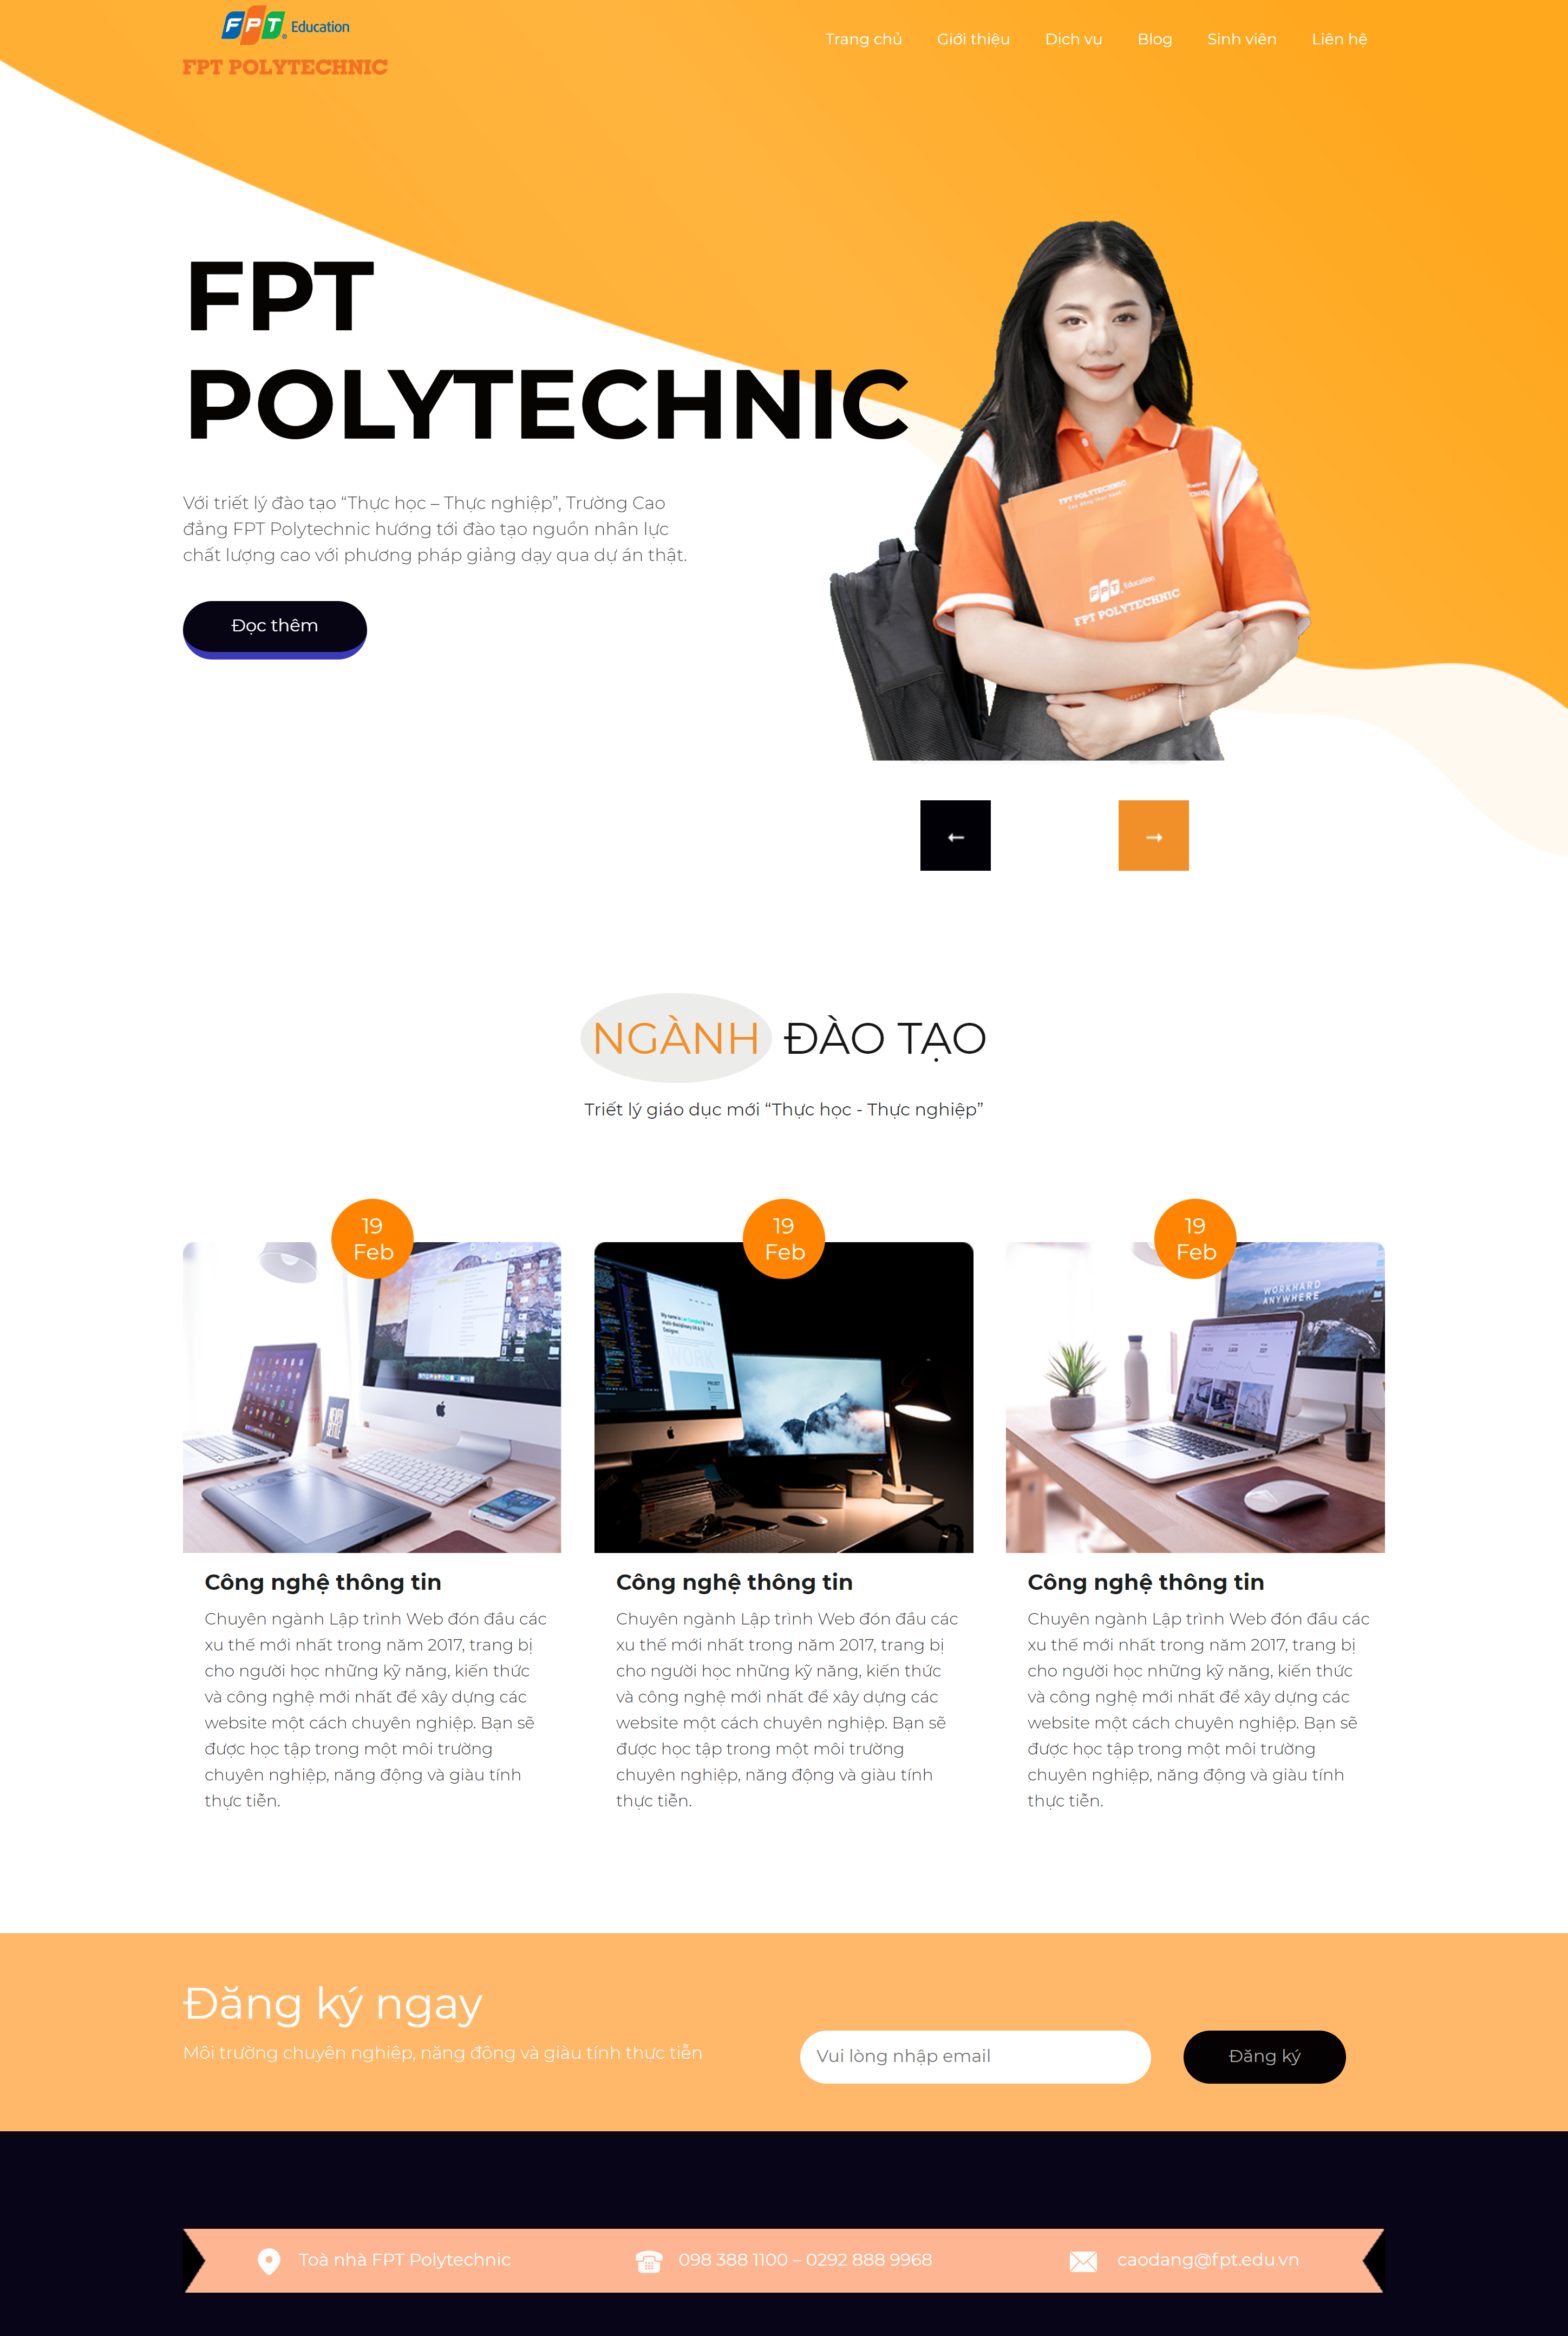 FPT Education
FPT POLYTECHNIC
Trang chủ Giới thiệu Dịch vụ Blog Sinh viên Liên hệ
FPT
POLYTECHNIC
Với triết lý đào tạo “Thực học – Thực nghiệp”, Trường Cao
đẳng FPT Polytechnic hướng tới đào tạo nguồn nhân lực
chất lượng cao với phương pháp giảng dạy qua dự án thật.
Đọc thêm
FPT POLYTECHNIC
FPT Education
FPT POLYTECHNIC
NGÀNH ĐÀO TẠO
Triết lý giáo dục mới “Thực học - Thực nghiệp”
19
Feb
19
Feb
19
Feb
WORKHARD
ANYWHERE
WORK
PROJECT
Công nghệ thông tin
Chuyên ngành Lập trình Web đón đầu các
xu thế mới nhất trong năm 2017, trang bị
cho người học những kỹ năng, kiến thức
và công nghệ mới nhất để xây dựng các
website một cách chuyên nghiệp. Bạn sẽ
được học tập trong một môi trường
chuyên nghiệp, năng động và giàu tính
thực tiễn.
Công nghệ thông tin
Chuyên ngành Lập trình Web đón đầu các
xu thế mới nhất trong năm 2017, trang bị
cho người học những kỹ năng, kiến thức
và công nghệ mới nhất để xây dựng các
website một cách chuyên nghiệp. Bạn sẽ
được học tập trong một môi trường
chuyên nghiệp, năng động và giàu tính
thực tiễn.
Công nghệ thông tin
Chuyên ngành Lập trình Web đón đầu các
xu thế mới nhất trong năm 2017, trang bị
cho người học những kỹ năng, kiến thức
và công nghệ mới nhất để xây dựng các
website một cách chuyên nghiệp. Bạn sẽ
được học tập trong một môi trường
chuyên nghiệp, năng động và giàu tính
thực tiễn.
Đăng ký ngay
Môi trường chuyên nghiệp, năng động và giàu tính thực tiễn
Vui lòng nhập email
Đăng ký
Toà nhà FPT Polytechnic
098 388 1100 – 0292 888 9968
caodang@fpt.edu.vn